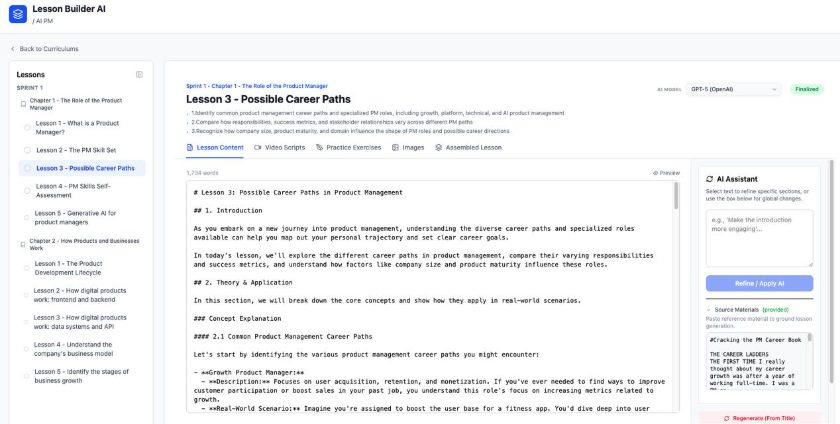 Lesson Builder AI
/ AI PM
Back to Curriculums
Lessons
SPRINT 1
Chapter 1 - The Role of the Product
Manager
Lesson 1 - What is a Product
Manager?
Lesson 2 - The PM Skill Set
Lesson 3 - Possible Career Paths
Lesson 4 - PM Skills Self-
Assessment
Lesson 5 - Generative AI for
product managers
Chapter 2 - How Products and Businesses
Work
Lesson 1 - The Product
Development Lifecycle
Lesson 2 - How digital products
work: frontend and backend
Lesson 3 - How digital products
work: data systems and API
Lesson 4 - Understand the
company's business model
Lesson 5 - Identify the stages of
business growth
Sprint 1 - Chapter 1 - The Role of the Product Manager
Lesson 3 - Possible Career Paths
AI MODEL
GPT-5 (OpenAI)
Finalized
1.Identify common product management career paths and specialized PM roles, including growth, platform, technical, and AI product management
2.Compare how responsibilities, success metrics, and stakeholder relationships vary across different PM paths
3.Recognize how company size, product maturity, and domain influence the shape of PM roles and possible career directions.
Lesson Content
Video Scripts
Practice Exercises
Images
Assembled Lesson
1,734 words
Preview
# Lesson 3: Possible Career Paths in Product Management
## 1. Introduction
As you embark on a new journey into product management, understanding the diverse career paths and specialized roles
available can help you map out your personal trajectory and set clear career goals.
In today's lesson, we'll explore the different career paths in product management, compare their varying responsibilities
and success metrics, and understand how factors like company size and product maturity influence these roles.
## 2. Theory & Application
In this section, we will break down the core concepts and show how they apply in real-world scenarios.
### Concept Explanation
#### 2.1 Common Product Management Career Paths
Let's start by identifying the various product management career paths you might encounter:
- **Growth Product Manager:**
- **Description:** Focuses on user acquisition, retention, and monetization. If you've ever needed to find ways to improve
customer participation or boost sales in your past job, you understand this role's focus on increasing metrics related to
growth.
- **Real-World Scenario:** Imagine you're assigned to boost the user base for a fitness app. You'd dive deep into user
AI Assistant
Select text to refine specific sections, or
use the box below for global changes.
e.g., 'Make the introduction
more engaging'...
Refine / Apply AI
Source Materials (provided)
Paste reference material to ground lesson
generation.
#Cracking the PM Career Book
THE CAREER LADDERS
THE FIRST TIME I really
thought about my career
growth was after a year of
working full-time. I was a
Regenerate (From Title)